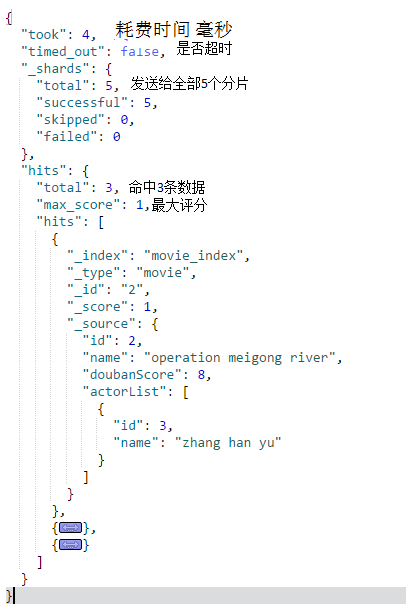 {
"took": 4, 耗费时间 毫秒
"timed_out": false, 是否超时
"_shards": {
"total": 5, 发送给全部5个分片
"successful": 5,
"skipped": 0,
"failed": 0
},
"hits": {
"total": 3, 命中3条数据
"max_score": 1,最大评分
"hits": [
{
"_index": "movie_index",
"_type": "movie",
"_id": "2",
"_score": 1,
"_source": {
"id": 2,
"name": "operation meigong river",
"doubanScore": 8,
"actorList": [
{
"id": 3,
"name": "zhang han yu"
}
]
}
},
{},
{}
]
}
}